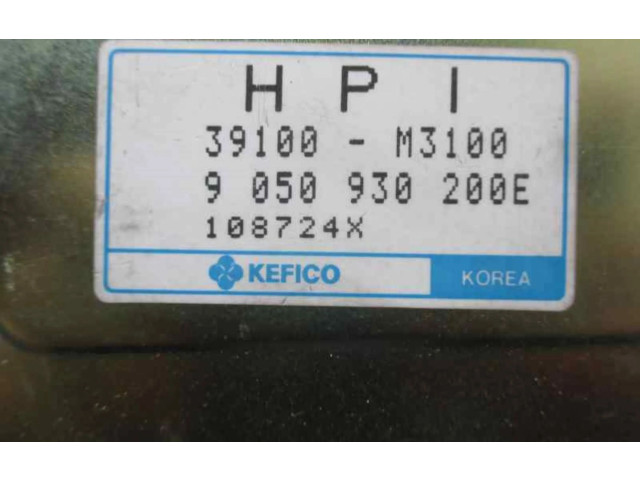 H P I
39100 - M3100
9 050 930 200E
108724X
KEFICO KOREA